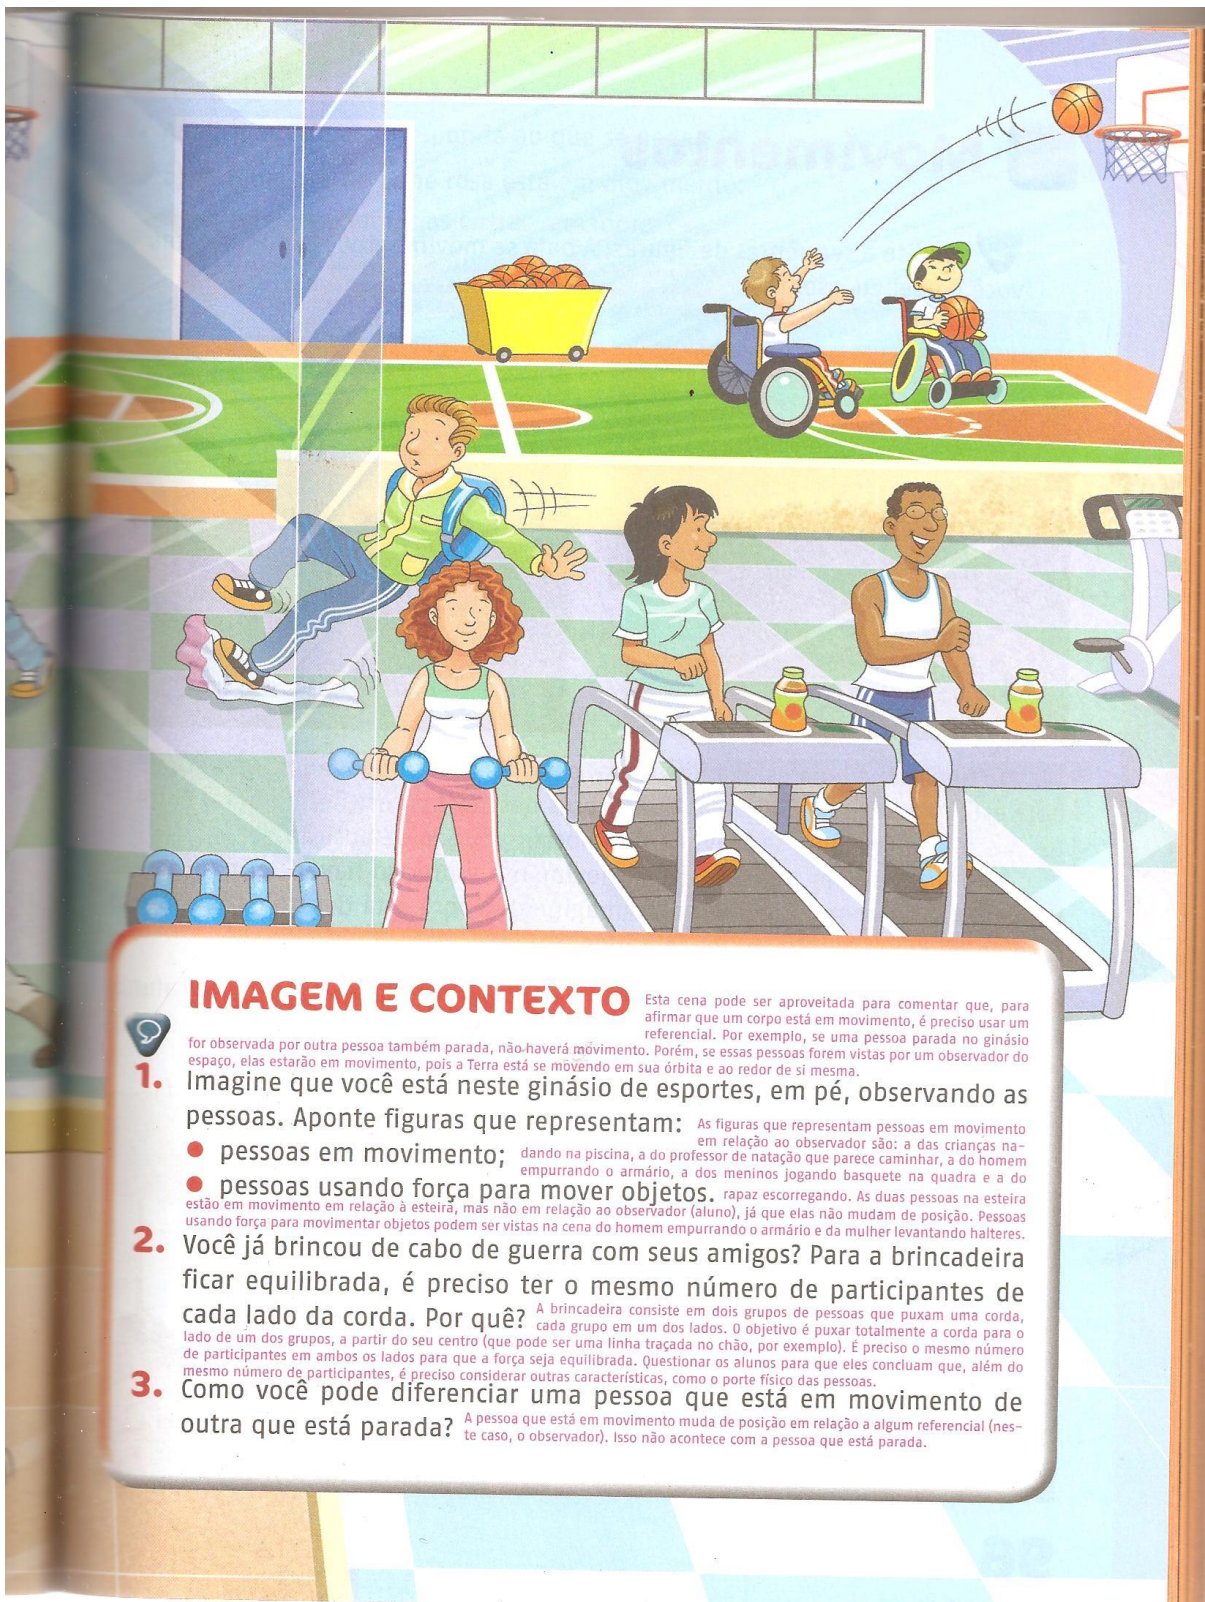 IMAGEM E CONTEXTO
Esta cena pode ser aproveitada para comentar que, para
afirmar que um corpo está em movimento, é preciso usar um
referencial. Por exemplo, se uma pessoa parada no ginásio
for observada por outra pessoa também parada, não haverá movimento. Porém, se essas pessoas forem vistas por um observador do
espaço, elas estarão em movimento, pois a Terra está se movendo em sua órbita e ao redor de si mesma.
1. Imagine que você está neste ginásio de esportes, em pé, observando as
pessoas. Aponte figuras que representam:
As figuras que representam pessoas em movimento
em relação ao observador são: a das crianças na-
• pessoas em movimento;
dando na piscina, a do professor de natação que parece caminhar, a do homem
empurrando o armário, a dos meninos jogando basquete na quadra e a do
• pessoas usando força para mover objetos.
rapaz escorregando. As duas pessoas na esteira
estão em movimento em relação à esteira, mas não em relação ao observador (aluno), já que elas não mudam de posição. Pessoas
usando força para movimentar objetos podem ser vistas na cena do homem empurrando o armário e da mulher levantando halteres.
2. Você já brincou de cabo de guerra com seus amigos? Para a brincadeira
ficar equilibrada, é preciso ter o mesmo número de participantes de
cada lado da corda. Por quê?
A brincadeira consiste em dois grupos de pessoas que puxam uma corda,
cada grupo em um dos lados. O objetivo é puxar totalmente a corda para o
lado de um dos grupos, a partir do seu centro (que pode ser uma linha traçada no chão, por exemplo). É preciso o mesmo número
de participantes em ambos os lados para que a força seja equilibrada. Questionar os alunos para que eles concluam que, além do
mesmo número de participantes, é preciso considerar outras características, como o porte físico das pessoas.
3. Como você pode diferenciar uma pessoa que está em movimento de
outra que está parada?
A pessoa que está em movimento muda de posição em relação a algum referencial (nes-
te caso, o observador). Isso não acontece com a pessoa que está parada.